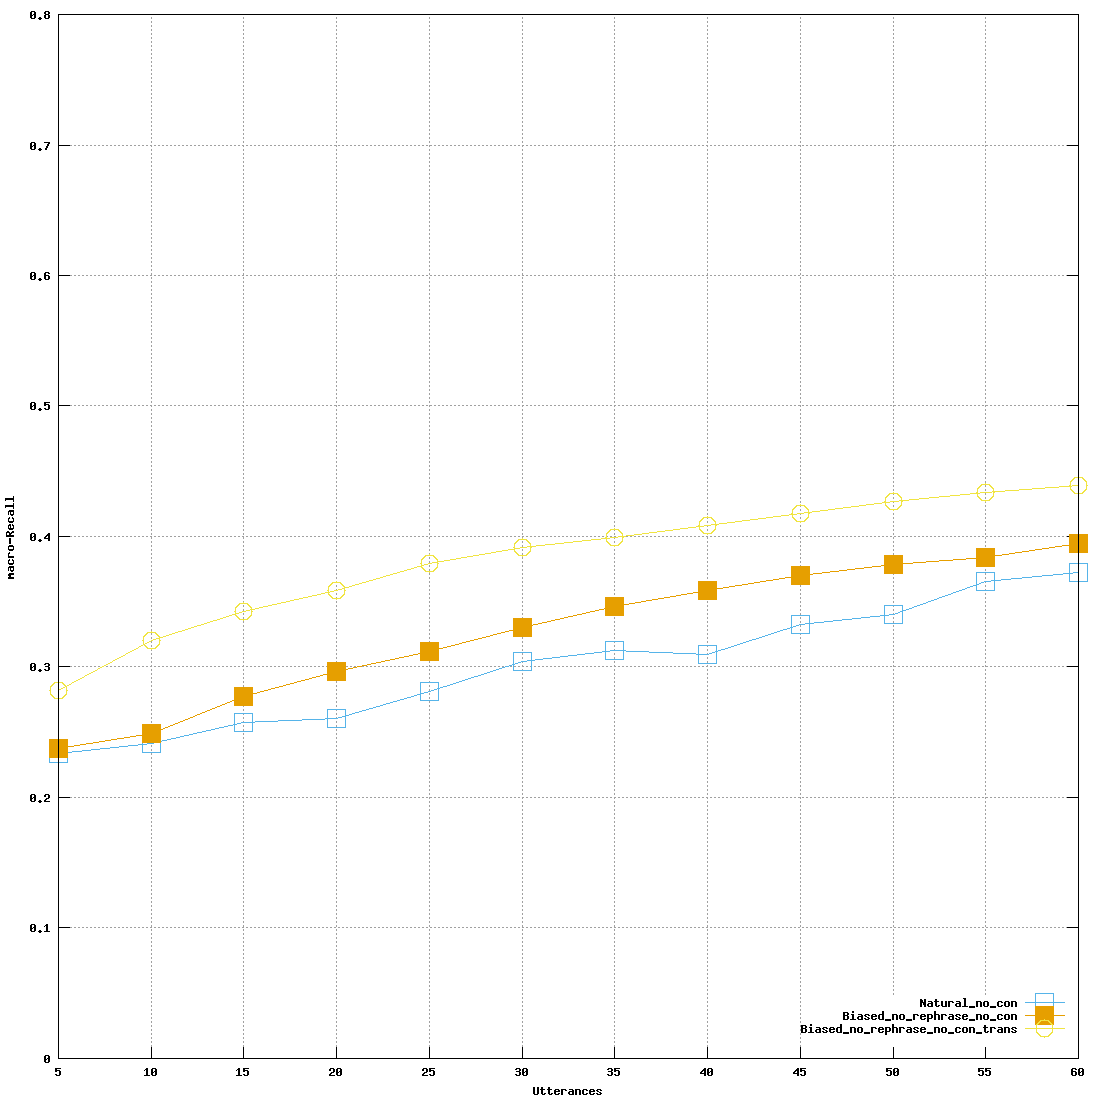 0.8
0.7
0.6
0.5
0.4
0.3
0.2
0.1
0
Macro-Recall
5 10 15 20 25 30 35 40 45 50 55 60
Utterances
Natural_no_con
Biased_no_rephrase_no_con
Biased_no_rephrase_no_con_trans